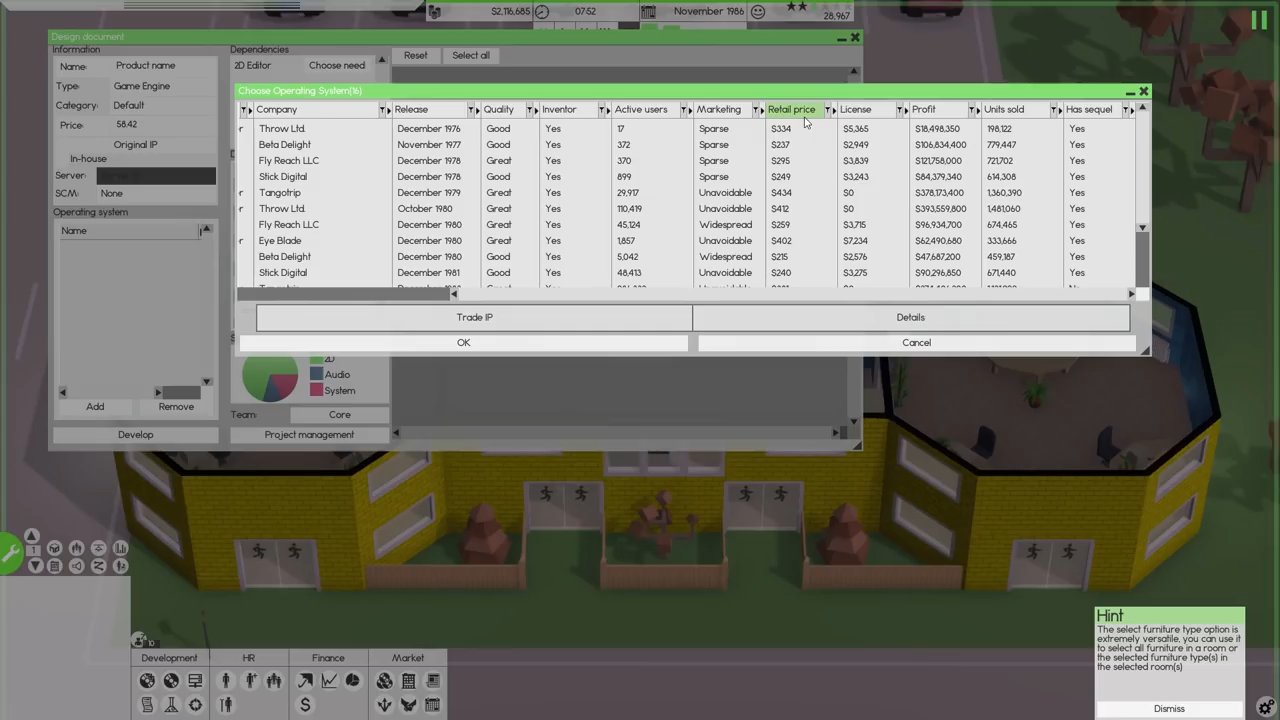 $2,116,685
07:52
November 1986
28,967
Design document
Information
Name: Product name
Type: Game Engine
Category: Default
Price: 58.42
Original IP
In-house
Server:
SCM: None
Operating system
Name
Add
Remove
Develop
Dependencies
2D Editor
Choose need
Reset
Select all
2D
Audio
System
Team: Core
Project management
Choose Operating System(16)
Company Release Quality Inventor Active users Marketing Retail price License Profit Units sold Has sequel
r Throw Ltd. December 1976 Good Yes 17 Sparse $334 $5,365 $18,498,350 198,122 Yes
Beta Delight November 1977 Good Yes 372 Sparse $237 $2,949 $106,834,400 779,447 Yes
Fly Reach LLC December 1978 Great Yes 370 Sparse $295 $3,839 $121,758,000 721,702 Yes
Stick Digital December 1978 Good Yes 899 Sparse $249 $3,243 $84,379,340 614,308 Yes
r Tangotrip December 1979 Great Yes 29,917 Unavoidable $434 $0 $378,173,400 1,360,390 Yes
r Throw Ltd. October 1980 Great Yes 110,419 Unavoidable $412 $0 $393,559,800 1,481,060 Yes
Fly Reach LLC December 1980 Great Yes 45,124 Widespread $259 $3,715 $96,934,700 674,465 Yes
r Eye Blade December 1980 Great Yes 1,857 Unavoidable $402 $7,234 $62,490,680 333,666 Yes
Beta Delight December 1980 Good Yes 5,042 Widespread $215 $2,576 $47,687,200 459,187 Yes
Stick Digital December 1981 Good Yes 48,413 Unavoidable $240 $3,275 $90,296,850 671,440 Yes
Trade IP
Details
OK
Cancel
1
10
Development
HR
Finance
Market
Hint
The select furniture type option is
extremely versatile, you can use it
to select all furniture in a room or
the selected furniture type(s) in
the selected room(s)
Dismiss